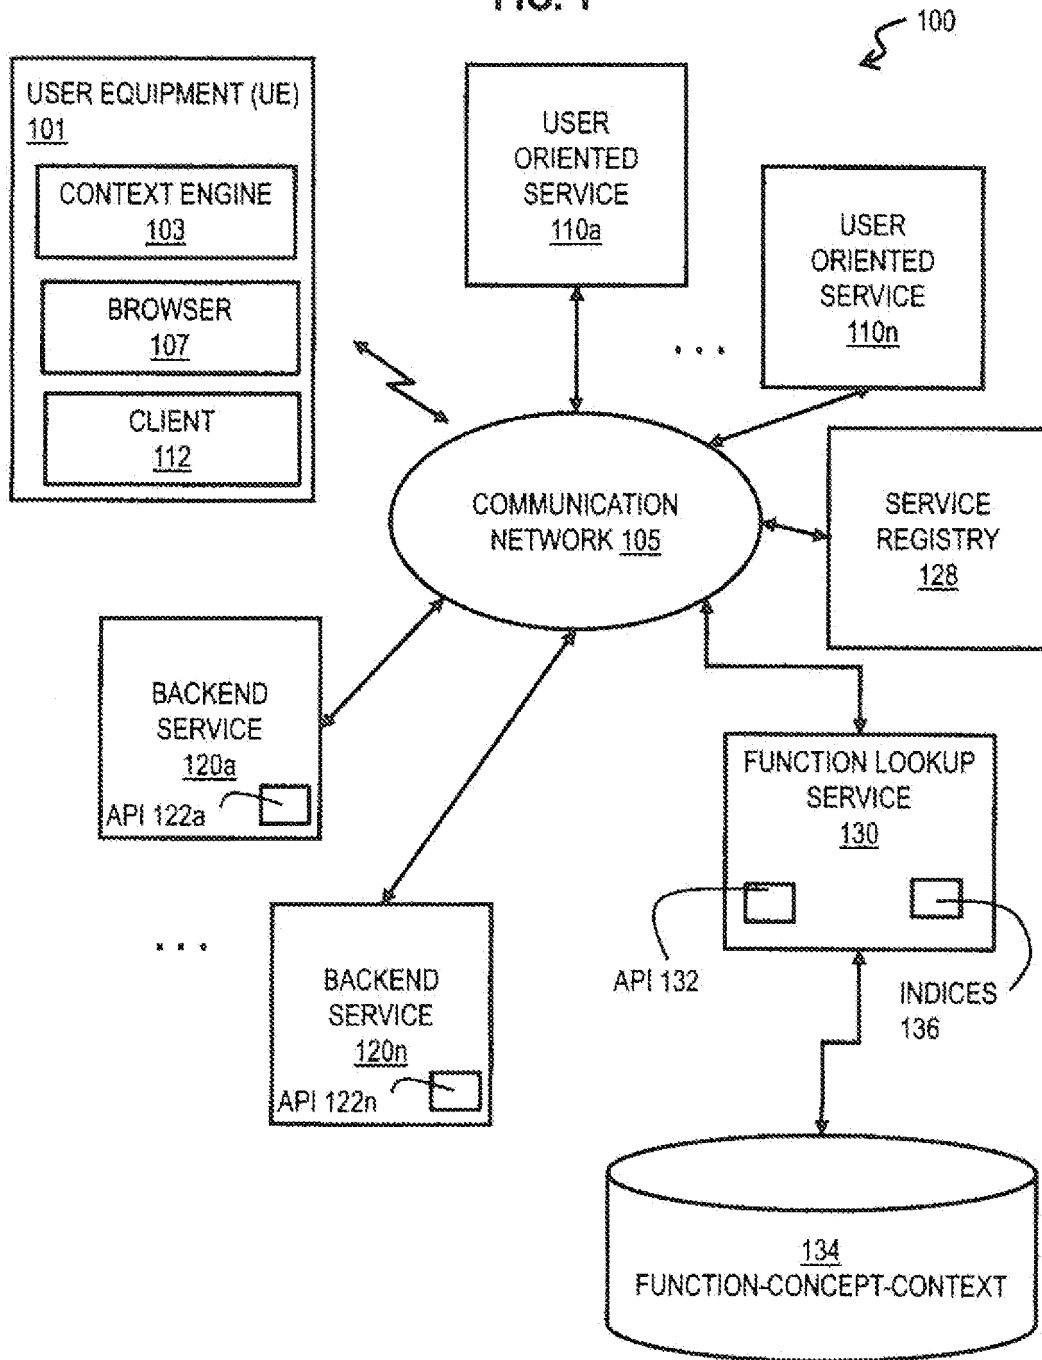 FIG. 1
100
USER EQUIPMENT (UE)
101
CONTEXT ENGINE
103
BROWSER
107
CLIENT
112
USER
ORIENTED
SERVICE
110a
. . .
USER
ORIENTED
SERVICE
110n
COMMUNICATION
NETWORK 105
SERVICE
REGISTRY
128
BACKEND
SERVICE
120a
API 122a
. . .
BACKEND
SERVICE
120n
API 122n
FUNCTION LOOKUP
SERVICE
130
API 132
INDICES
136
134
FUNCTION-CONCEPT-CONTEXT